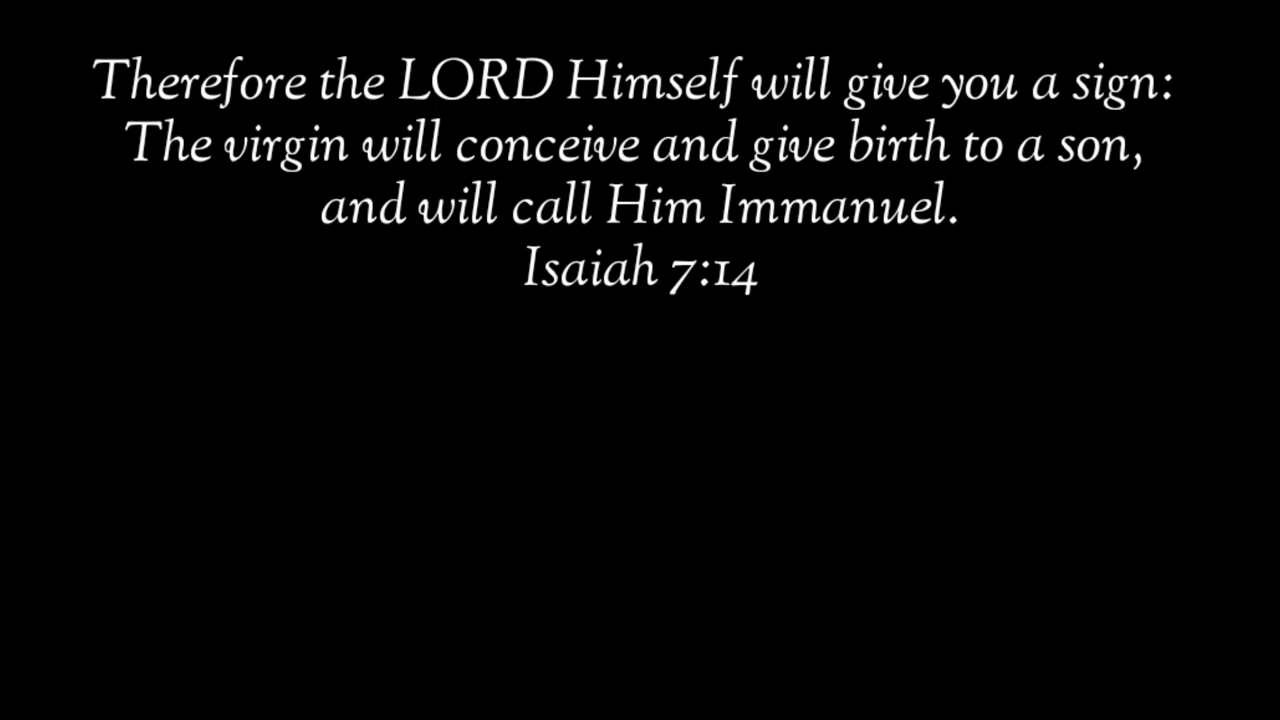 Therefore the LORD Himself will give you a sign:
The virgin will conceive and give birth to a son,
and will call Him Immanuel.
Isaiah 7:14